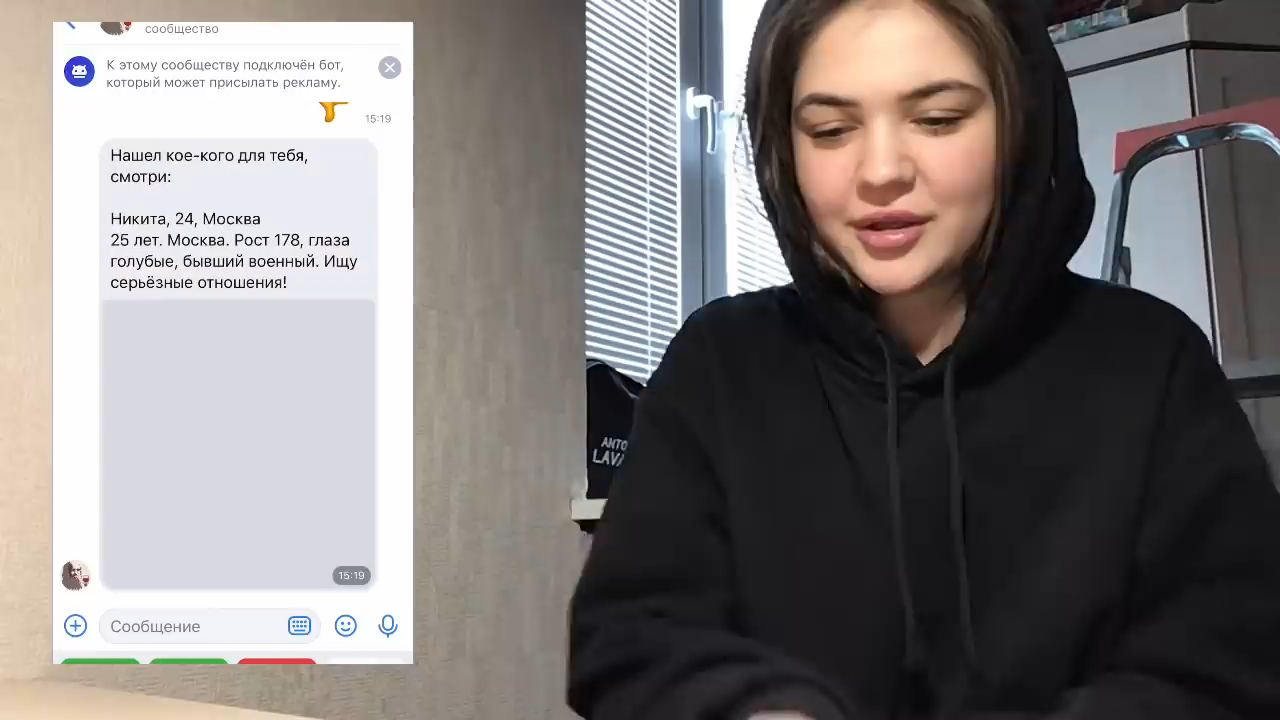 сообщество
К этому сообществу подключён бот,
который может присылать рекламу.
15:19
Нашел кое-кого для тебя,
смотри:
Никита, 24, Москва
25 лет. Москва. Рост 178, глаза
голубые, бывший военный. Ищу
серьёзные отношения!
15:19
Сообщение